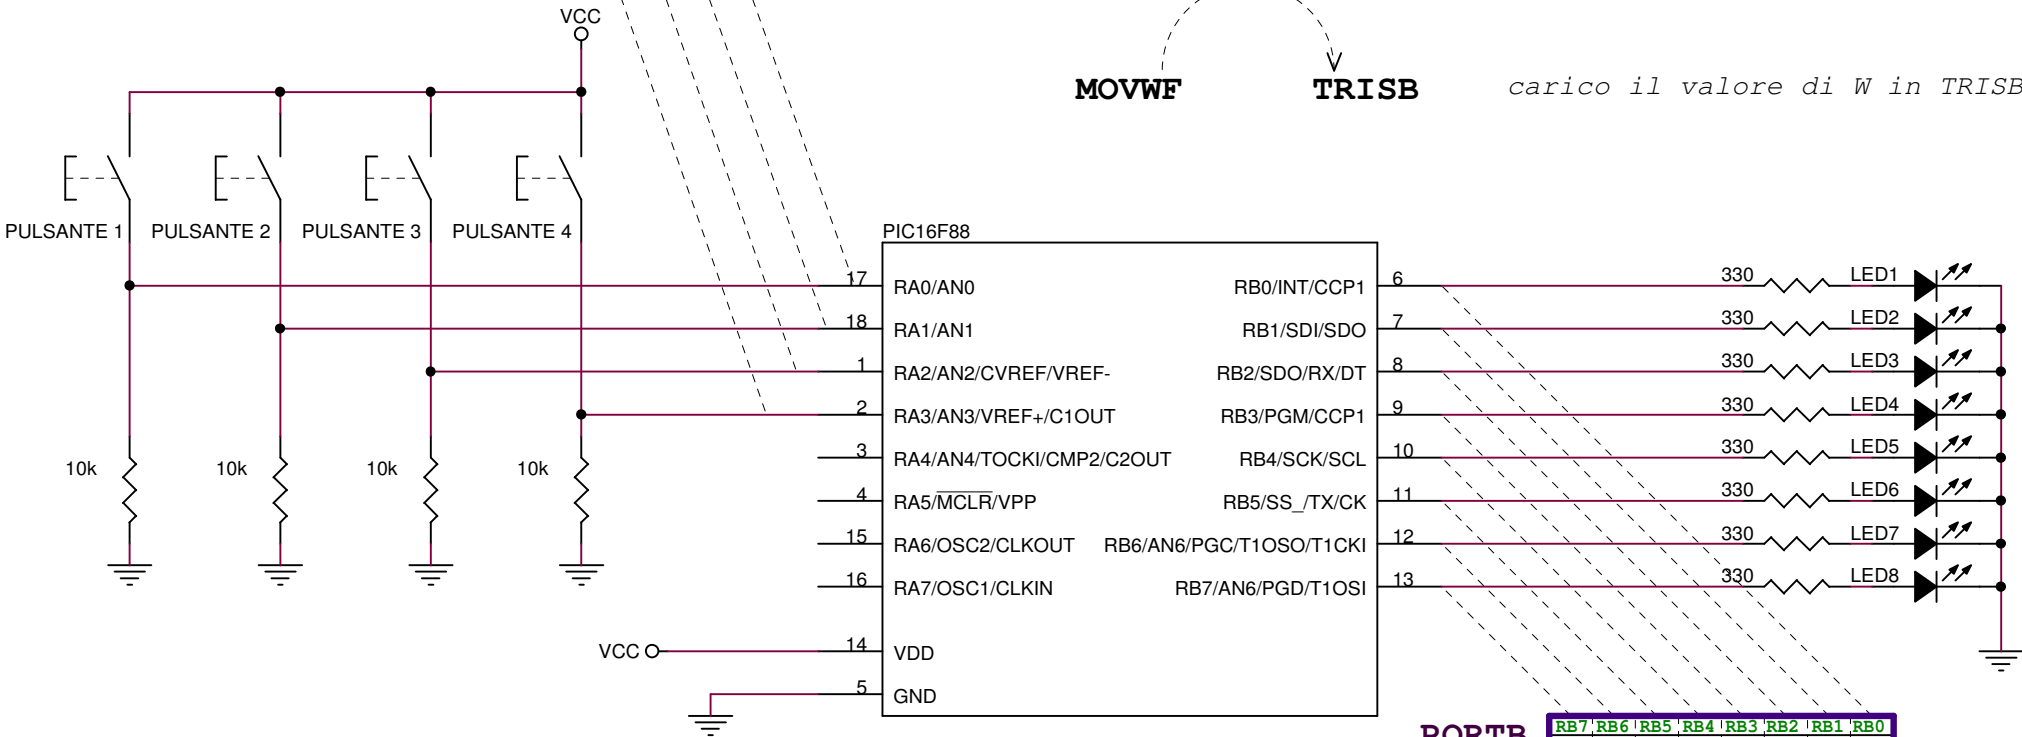 VCC
MOVWF TRISB carico il valore di W in TRISB
PULSANTE 1 PULSANTE 2 PULSANTE 3 PULSANTE 4
PIC16F88
17 RA0/AN0 RB0/INT/CCP1 6 330 LED1
18 RA1/AN1 RB1/SDI/SDO 7 330 LED2
1 RA2/AN2/CVREF/VREF- RB2/SDO/RX/DT 8 330 LED3
2 RA3/AN3/VREF+/C1OUT RB3/PGM/CCP1 9 330 LED4
3 RA4/AN4/TOCKI/CMP2/C2OUT RB4/SCK/SCL 10 330 LED5
10k 10k 10k 10k
4 RA5/MCLR/VPP RB5/SS_/TX/CK 11 330 LED6
15 RA6/OSC2/CLKOUT RB6/AN6/PGC/T1OSO/T1CKI 12 330 LED7
16 RA7/OSC1/CLKIN RB7/AN6/PGD/T1OSI 13 330 LED8
VCC 14 VDD
5 GND
PORTB RB7 RB6 RB5 RB4 RB3 RB2 RB1 RB0